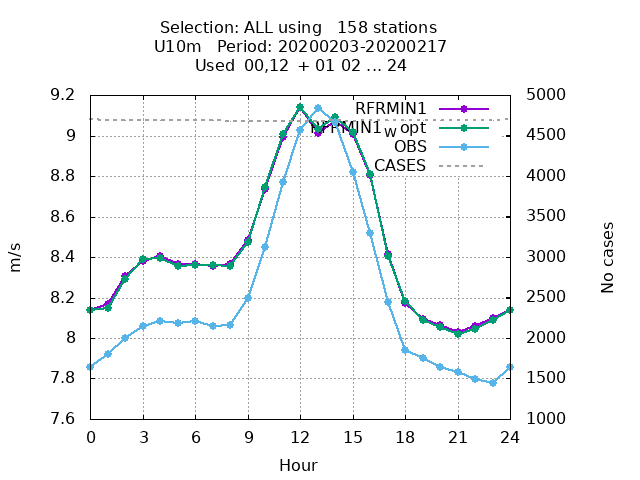 Selection: ALL using   158 stations
U10m   Period: 20200203-20200217
Used  00,12  + 01 02 ... 24
RFRMIN1
RFRMIN1w opt
OBS
CASES
9.2
9
8.8
8.6
8.4
8.2
8
7.8
7.6
m/s
5000
4500
4000
3500
3000
2500
2000
1500
1000
No cases
0 3 6 9 12 15 18 21 24
Hour